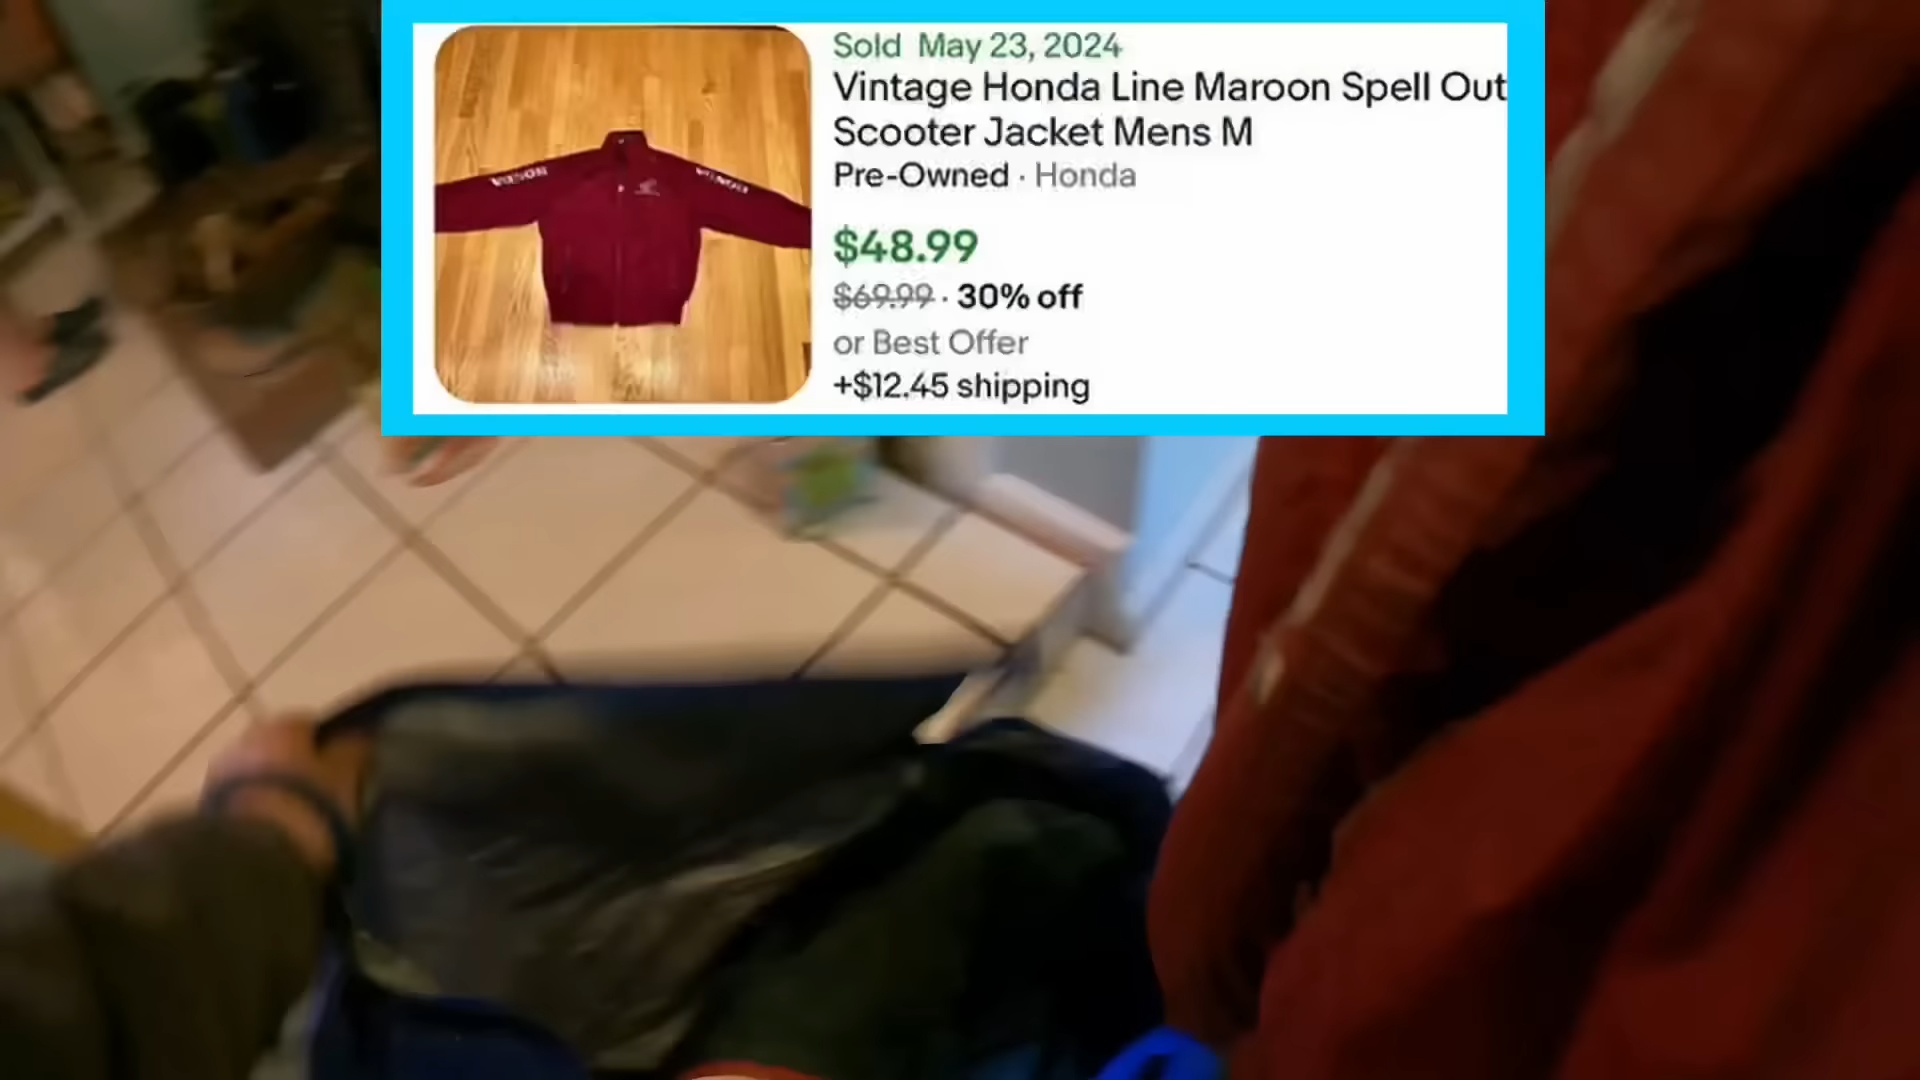 Sold May 23, 2024
Vintage Honda Line Maroon Spell Out
Scooter Jacket Mens M
Pre-Owned · Honda
$48.99
$69.99 · 30% off
or Best Offer
+$12.45 shipping